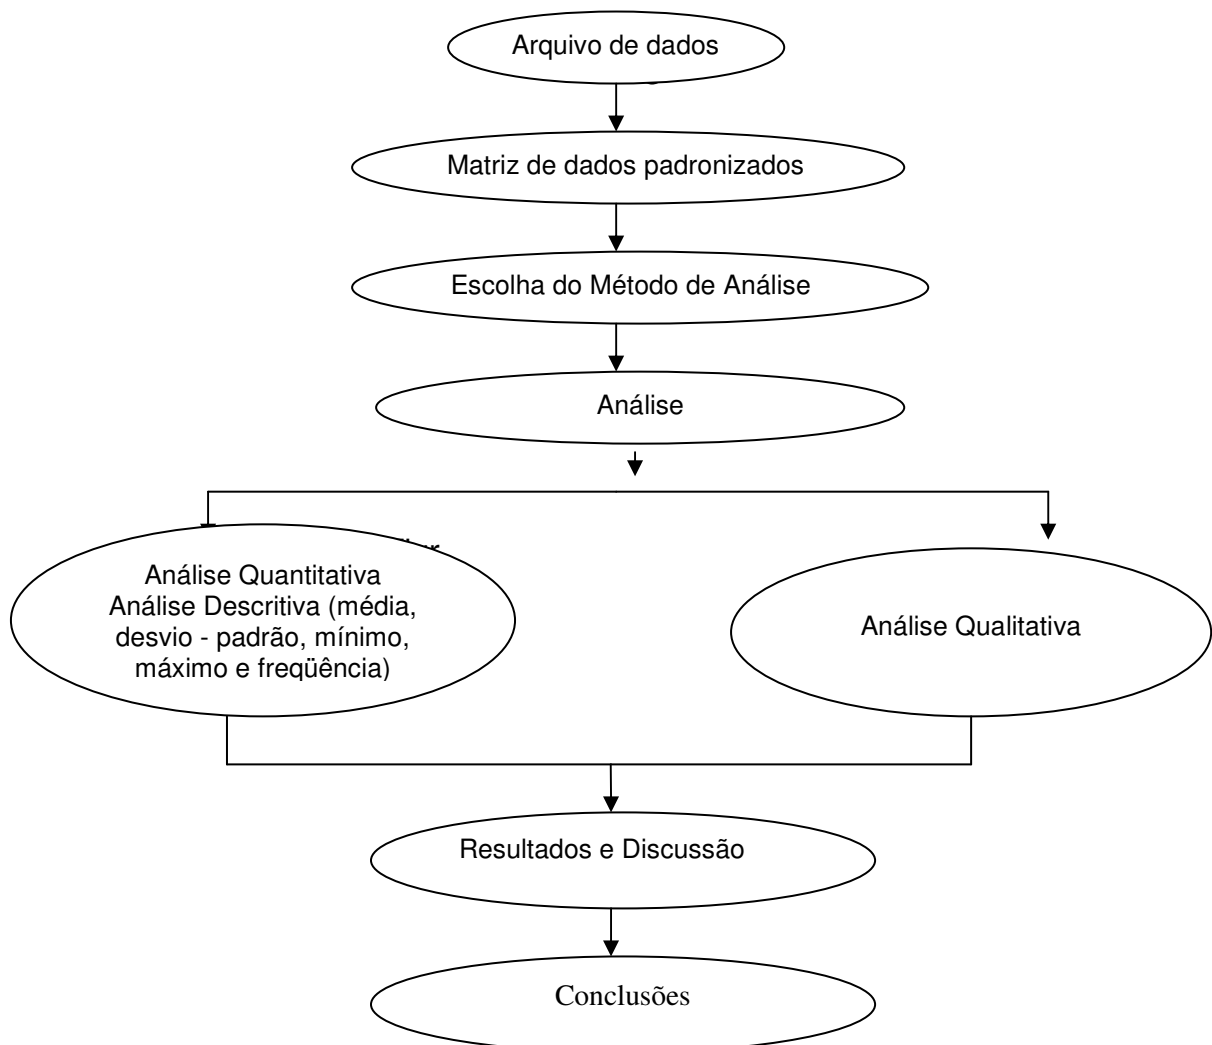 Arquivo de dados
Matriz de dados padronizados
Escolha do Método de Análise
Análise
Análise Quantitativa
Análise Descritiva (média,
desvio - padrão, mínimo,
máximo e freqüência)
Análise Qualitativa
Resultados e Discussão
Conclusões